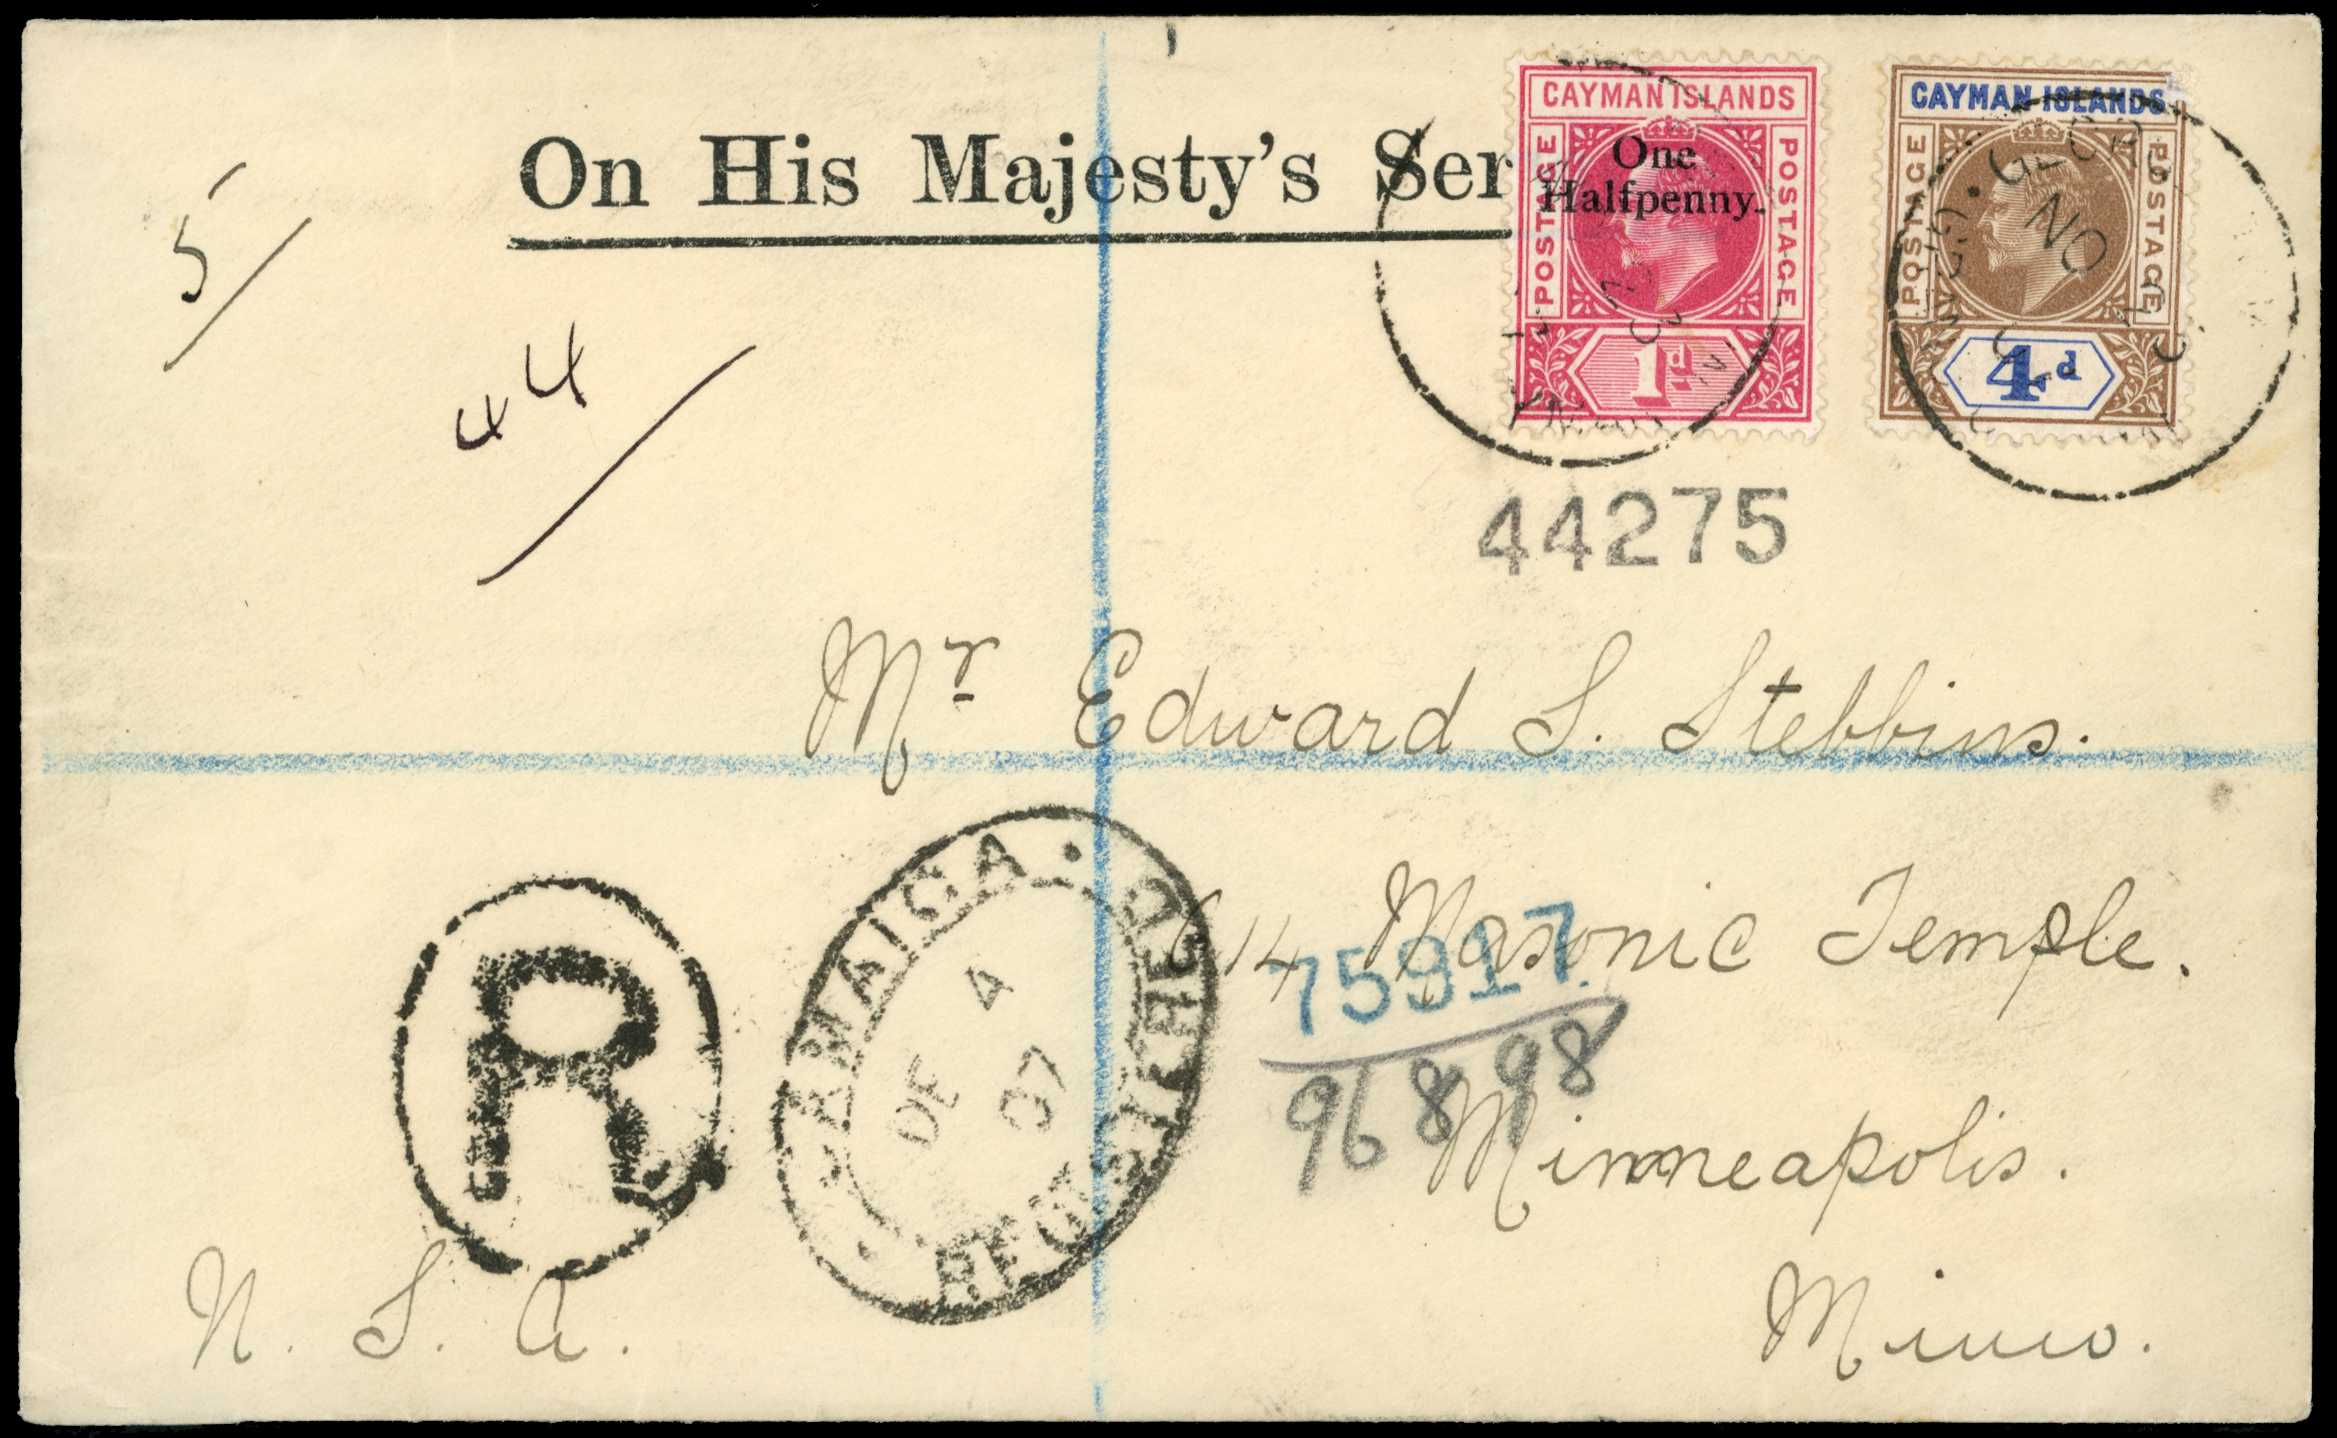 On His Majesty's Ser
CAYMAN ISLANDS
POSTAGE
POSTAGE
One
Halfpenny.
1d
CAYMAN ISLANDS
POSTAGE
POSTAGE
4d
NO
5/
44/
44275
Mr Edward S. Stebbins.
614 Masonic Temple.
75917
96898
Minneapolis.
Minn.
U. S. A.
R
JAMAICA
DE 4
07
REGISTERED